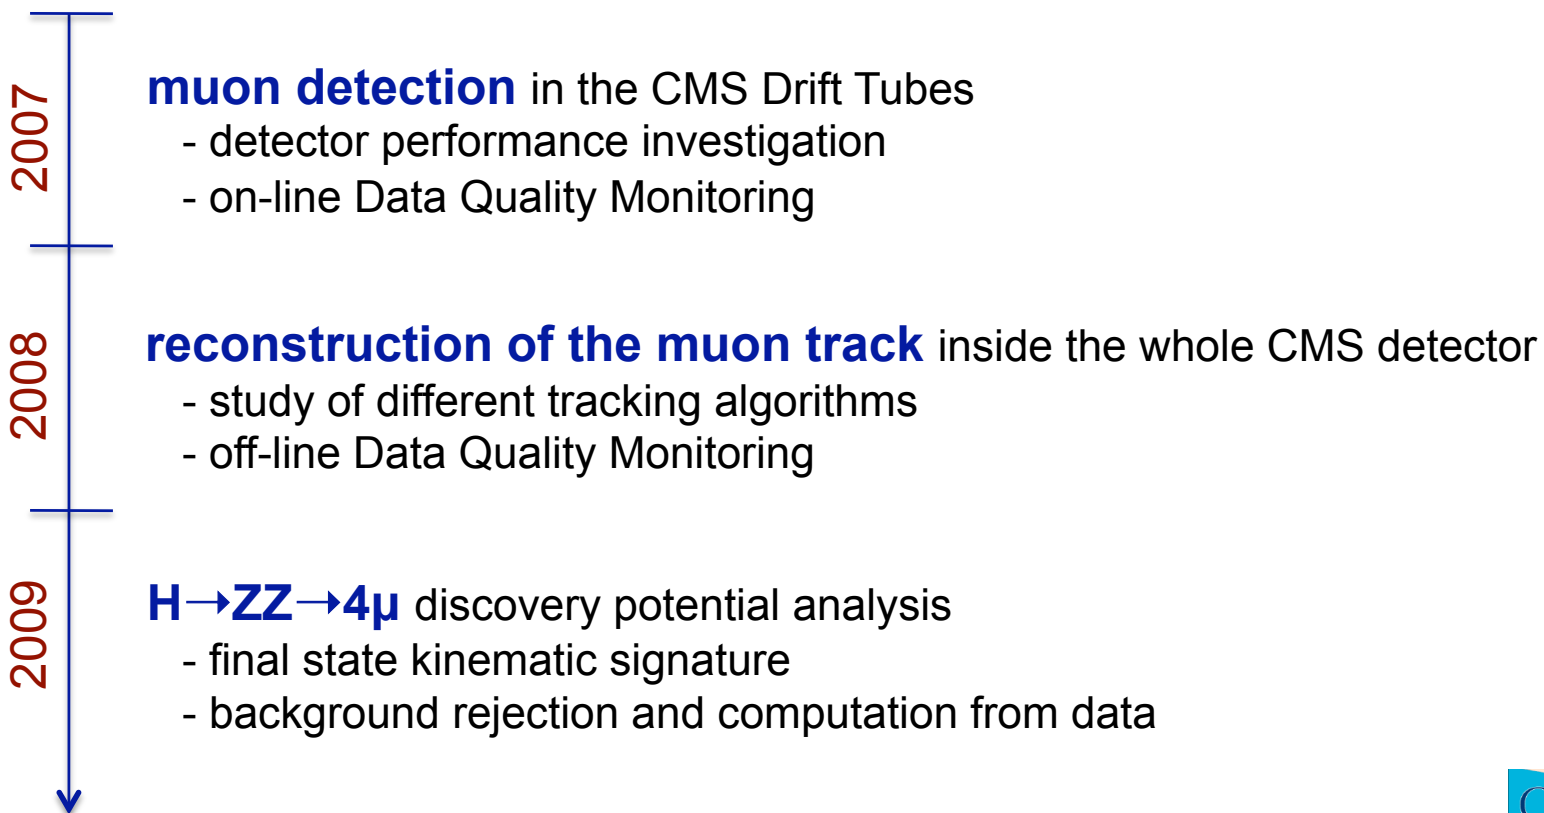 2007
muon detection in the CMS Drift Tubes
- detector performance investigation
- on-line Data Quality Monitoring
2008
reconstruction of the muon track inside the whole CMS detector
- study of different tracking algorithms
- off-line Data Quality Monitoring
2009
H→ZZ→4µ discovery potential analysis
- final state kinematic signature
- background rejection and computation from data